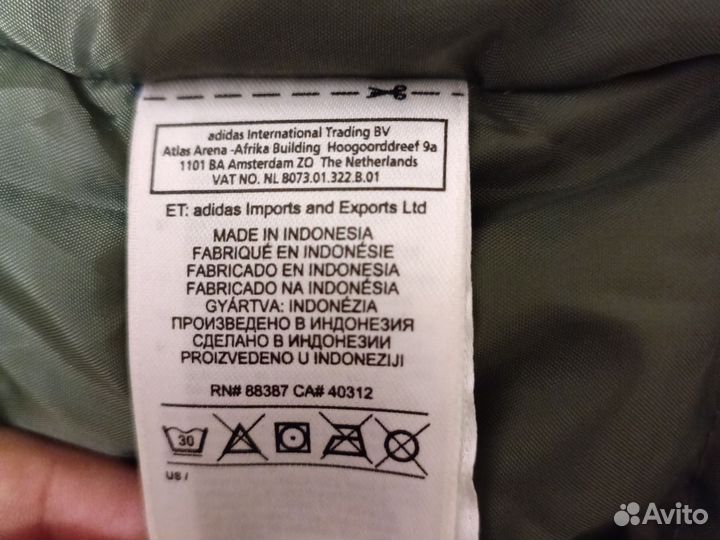 adidas International Trading BV
Atlas Arena -Afrika Building Hoogoorddreef 9a
1101 BA Amsterdam ZO The Netherlands
VAT NO. NL 8073.01.322.B.01
ET: adidas Imports and Exports Ltd
MADE IN INDONESIA
FABRIQUÉ EN INDONÉSIE
FABRICADO EN INDONESIA
FABRICADO NA INDONÉSIA
GYÁRTVA: INDONÉZIA
ПРОИЗВЕДЕНО В ИНДОНЕЗИЯ
СДЕЛАНО В ИНДОНЕЗИИ
PROIZVEDENO U INDONEZIJI
RN# 88387 CA# 40312
30
US /
Avito